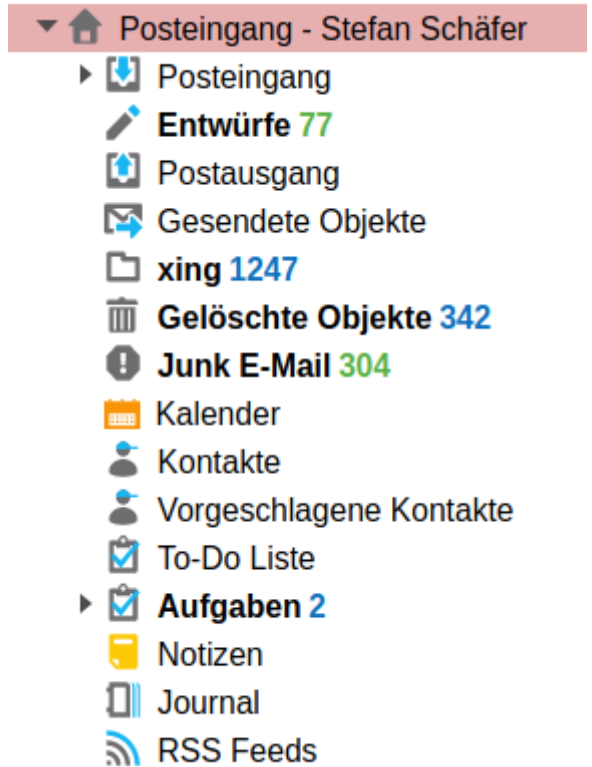 Posteingang - Stefan Schäfer
Posteingang
Entwürfe 77
Postausgang
Gesendete Objekte
xing 1247
Gelöschte Objekte 342
Junk E-Mail 304
Kalender
Kontakte
Vorgeschlagene Kontakte
To-Do Liste
Aufgaben 2
Notizen
Journal
RSS Feeds